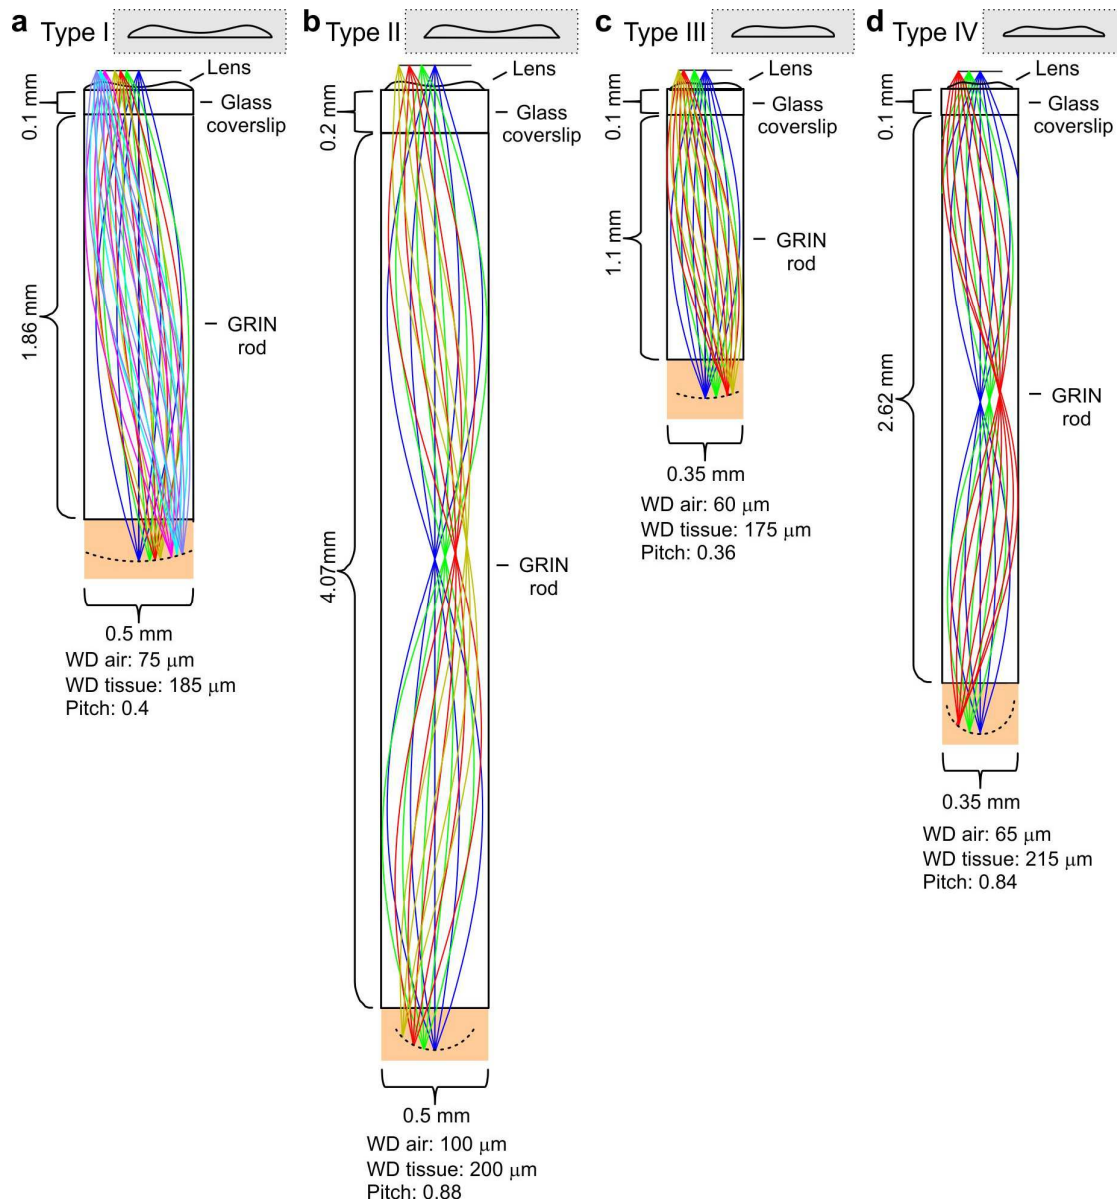 a Type I
Lens
Glass
coverslip
0.1 mm
1.86 mm
GRIN
rod
0.5 mm
WD air: 75 μm
WD tissue: 185 μm
Pitch: 0.4
b Type II
Lens
Glass
coverslip
0.2 mm
4.07mm
GRIN
rod
0.5 mm
WD air: 100 μm
WD tissue: 200 μm
Pitch: 0.88
c Type III
Lens
Glass
coverslip
0.1 mm
1.1 mm
GRIN
rod
0.35 mm
WD air: 60 μm
WD tissue: 175 μm
Pitch: 0.36
d Type IV
Lens
Glass
coverslip
0.1 mm
2.62 mm
GRIN
rod
0.35 mm
WD air: 65 μm
WD tissue: 215 μm
Pitch: 0.84